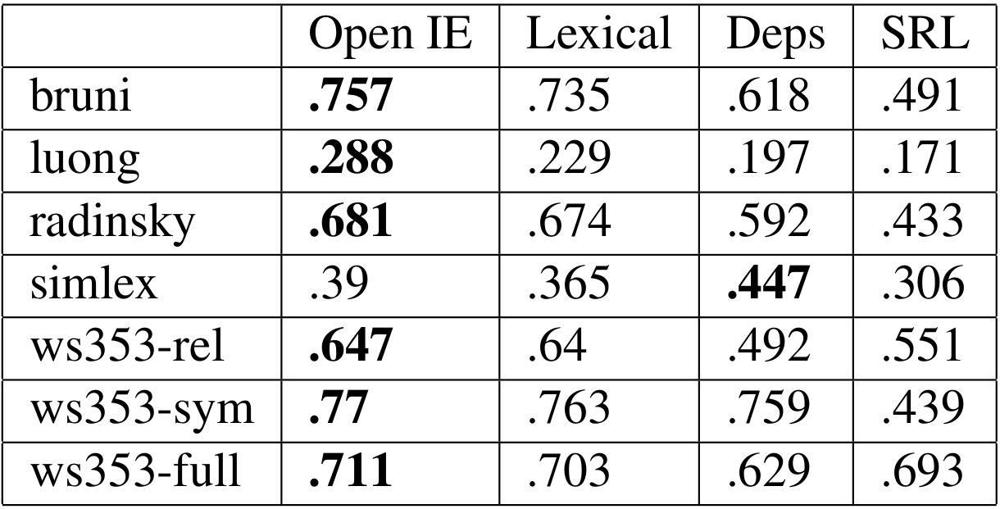 Open IE Lexical Deps SRL
bruni .757 .735 .618 .491
luong .288 .229 .197 .171
radinsky .681 .674 .592 .433
simlex .39 .365 .447 .306
ws353-rel .647 .64 .492 .551
ws353-sym .77 .763 .759 .439
ws353-full .711 .703 .629 .693